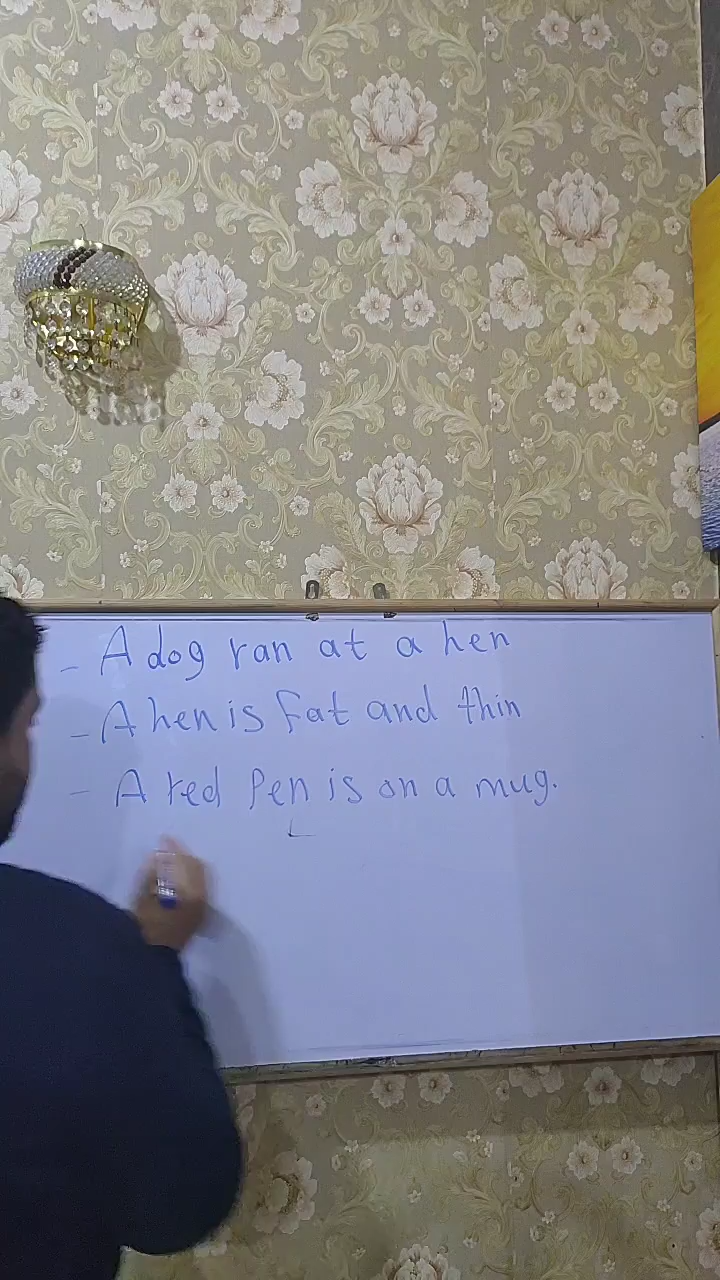 - A dog ran at a hen
- A hen is fat and thin
- A red Pen is on a mug.